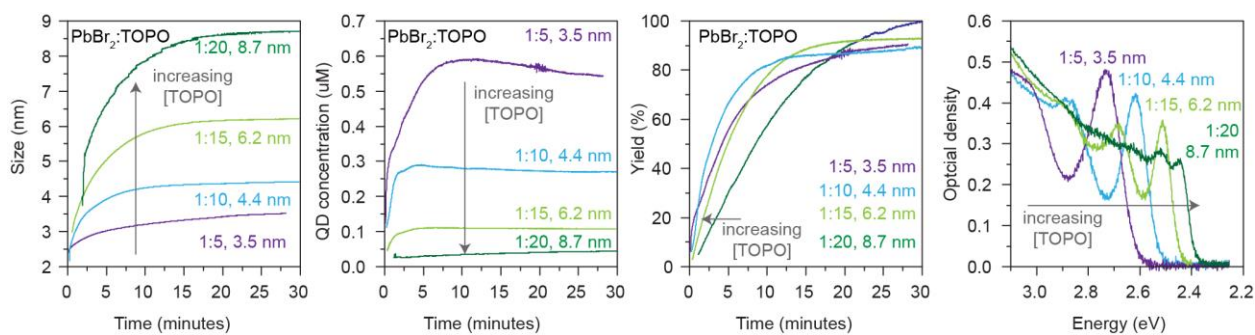 9
8
7
6
5
4
3
2
Size (nm)
0 5 10 15 20 25 30
Time (minutes)
PbBr2:TOPO
1:20, 8.7 nm
increasing
[TOPO]
1:15, 6.2 nm
1:10, 4.4 nm
1:5, 3.5 nm
0.7
0.6
0.5
0.4
0.3
0.2
0.1
0.0
QD concentration (uM)
0 5 10 15 20 25 30
Time (minutes)
PbBr2:TOPO
1:5, 3.5 nm
increasing
[TOPO]
1:10, 4.4 nm
1:15, 6.2 nm
1:20, 8.7 nm
100
80
60
40
20
0
Yield (%)
0 5 10 15 20 25 30
Time (minutes)
PbBr2:TOPO
1:5, 3.5 nm
1:10, 4.4 nm
1:15, 6.2 nm
increasing
[TOPO]
1:20, 8.7 nm
0.6
0.5
0.4
0.3
0.2
0.1
0.0
Optcial density
3.0 2.8 2.6 2.4 2.2
Energy (eV)
1:5, 3.5 nm
1:10, 4.4 nm
1:15, 6.2 nm
1:20
8.7 nm
increasing
[TOPO]